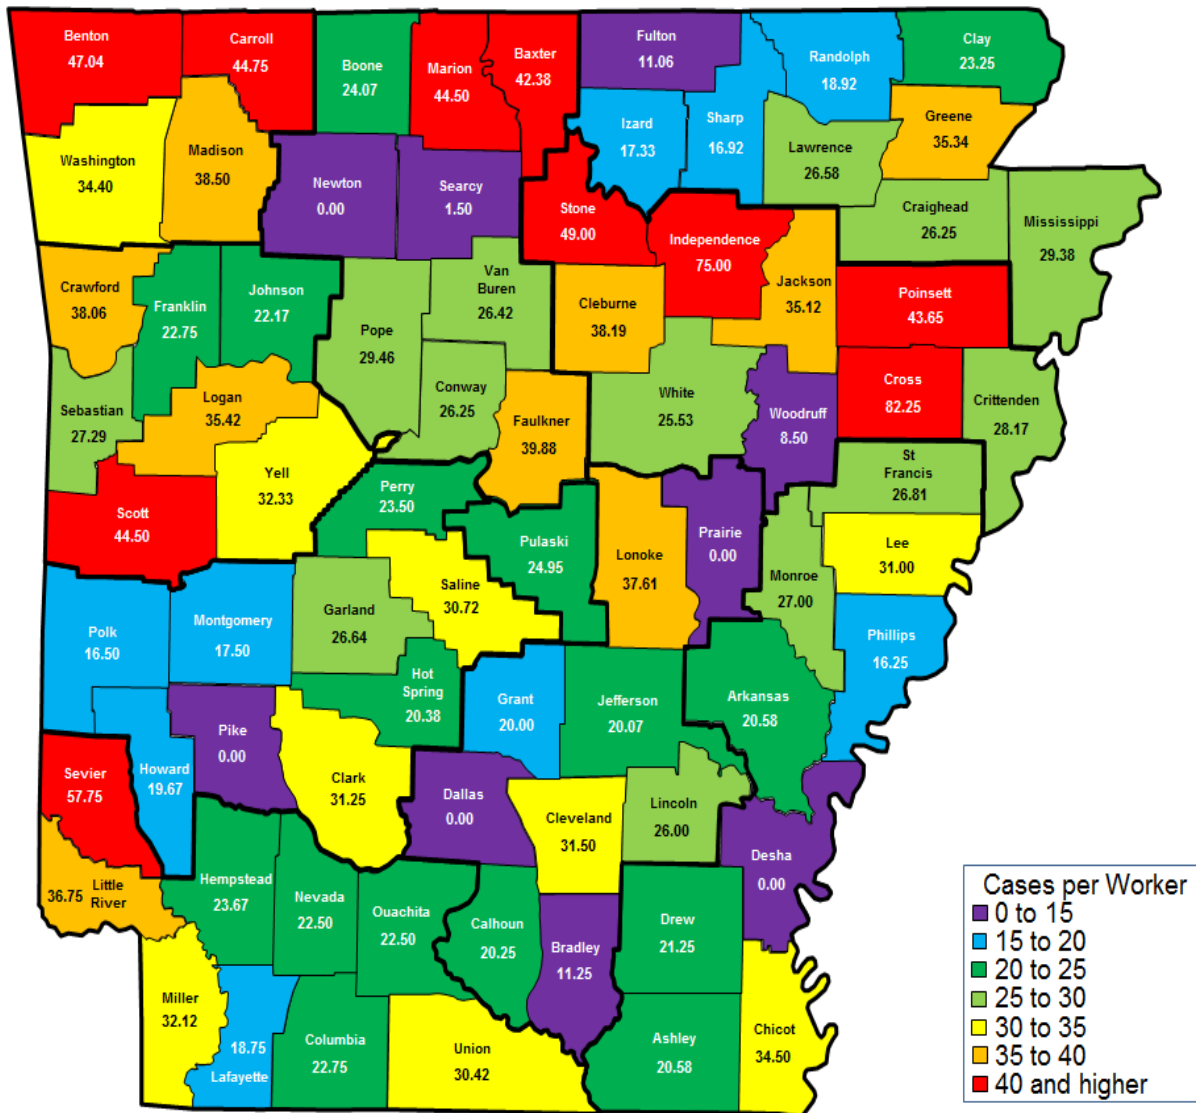 Benton
47.04
Carroll
44.75
Boone
24.07
Marion
44.50
Baxter
42.38
Fulton
11.06
Randolph
18.92
Clay
23.25
Washington
34.40
Madison
38.50
Newton
0.00
Searcy
1.50
Izard
17.33
Sharp
16.92
Lawrence
26.58
Greene
35.34
Stone
49.00
Independence
75.00
Jackson
35.12
Craighead
26.25
Mississippi
29.38
Crawford
38.06
Franklin
22.75
Johnson
22.17
Pope
29.46
Van
Buren
26.42
Cleburne
38.19
Poinsett
43.65
Sebastian
27.29
Logan
35.42
Conway
26.25
Faulkner
39.88
White
25.53
Woodruff
8.50
Cross
82.25
Crittenden
28.17
Scott
44.50
Yell
32.33
Perry
23.50
Pulaski
24.95
Lonoke
37.61
Prairie
0.00
St
Francis
26.81
Lee
31.00
Monroe
27.00
Phillips
16.25
Polk
16.50
Montgomery
17.50
Garland
26.64
Saline
30.72
Hot
Spring
20.38
Grant
20.00
Jefferson
20.07
Arkansas
20.58
Sevier
57.75
Howard
19.67
Pike
0.00
Clark
31.25
Dallas
0.00
Cleveland
31.50
Lincoln
26.00
Desha
0.00
36.75
Little
River
Hempstead
23.67
Nevada
22.50
Ouachita
22.50
Calhoun
20.25
Bradley
11.25
Drew
21.25
Miller
32.12
18.75
Lafayette
Columbia
22.75
Union
30.42
Ashley
20.58
Chicot
34.50
Cases per Worker
0 to 15
15 to 20
20 to 25
25 to 30
30 to 35
35 to 40
40 and higher